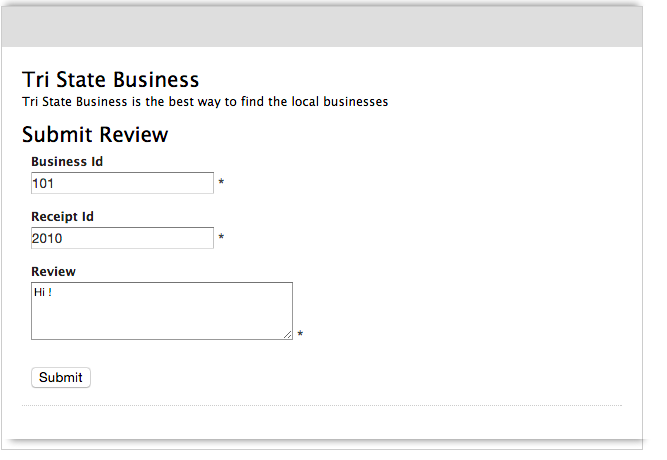 Tri State Business
Tri State Business is the best way to find the local businesses
Submit Review
Business Id
101 *
Receipt Id
2010 *
Review
Hi !
*
Submit